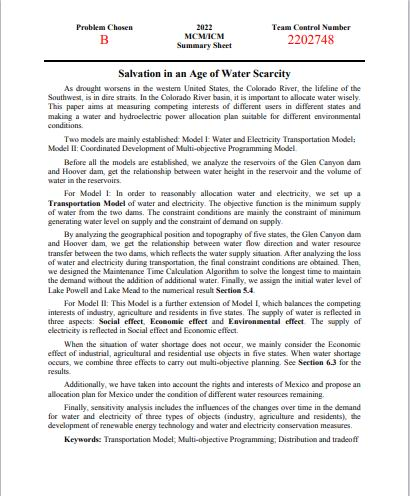 Problem Chosen
B
2022
MCM/ICM
Summary Sheet
Team Control Number
2202748
Salvation in an Age of Water Scarcity
As drought worsens in the western United States, the Colorado River, the lifeline of the
Southwest, is in dire straits. In the Colorado River basin, it is important to allocate water wisely.
This paper aims at measuring competing interests of different users in different states and
making a water and hydroelectric power allocation plan suitable for different environmental
conditions.
Two models are mainly established: Model I: Water and Electricity Transportation Model;
Model II: Coordinated Development of Multi-objective Programming Model.
Before all the models are established, we analyze the reservoirs of the Glen Canyon dam
and Hoover dam, get the relationship between water height in the reservoir and the volume of
water in the reservoirs.
For Model I: In order to reasonably allocation water and electricity, we set up a
Transportation Model of water and electricity. The objective function is the minimum supply
of water from the two dams. The constraint conditions are mainly the constraint of minimum
generating water level on supply and the constraint of demand on supply.
By analyzing the geographical position and topography of five states, the Glen Canyon dam
and Hoover dam, we get the relationship between water flow direction and water resource
transfer between the two dams, which reflects the water supply situation. After analyzing the loss
of water and electricity during transportation, the final constraint conditions are obtained. Then,
we designed the Maintenance Time Calculation Algorithm to solve the longest time to maintain
the demand without the addition of additional water. Finally, we assign the initial water level of
Lake Powell and Lake Mead to the numerical result Section 5.4.
For Model II: This Model is a further extension of Model I, which balances the competing
interests of industry, agriculture and residents in five states. The supply of water is reflected in
three aspects: Social effect, Economic effect and Environmental effect. The supply of
electricity is reflected in Social effect and Economic effect.
When the situation of water shortage does not occur, we mainly consider the Economic
effect of industrial, agricultural and residential use objects in five states. When water shortage
occurs, we combine three effects to carry out multi-objective planning. See Section 6.3 for the
results.
Additionally, we have taken into account the rights and interests of Mexico and propose an
allocation plan for Mexico under the condition of different water resources remaining.
Finally, sensitivity analysis includes the influences of the changes over time in the demand
for water and electricity of three types of objects (industry, agriculture and residents), the
development of renewable energy technology and water and electricity conservation measures.
Keywords: Transportation Model; Multi-objective Programming; Distribution and tradeoff